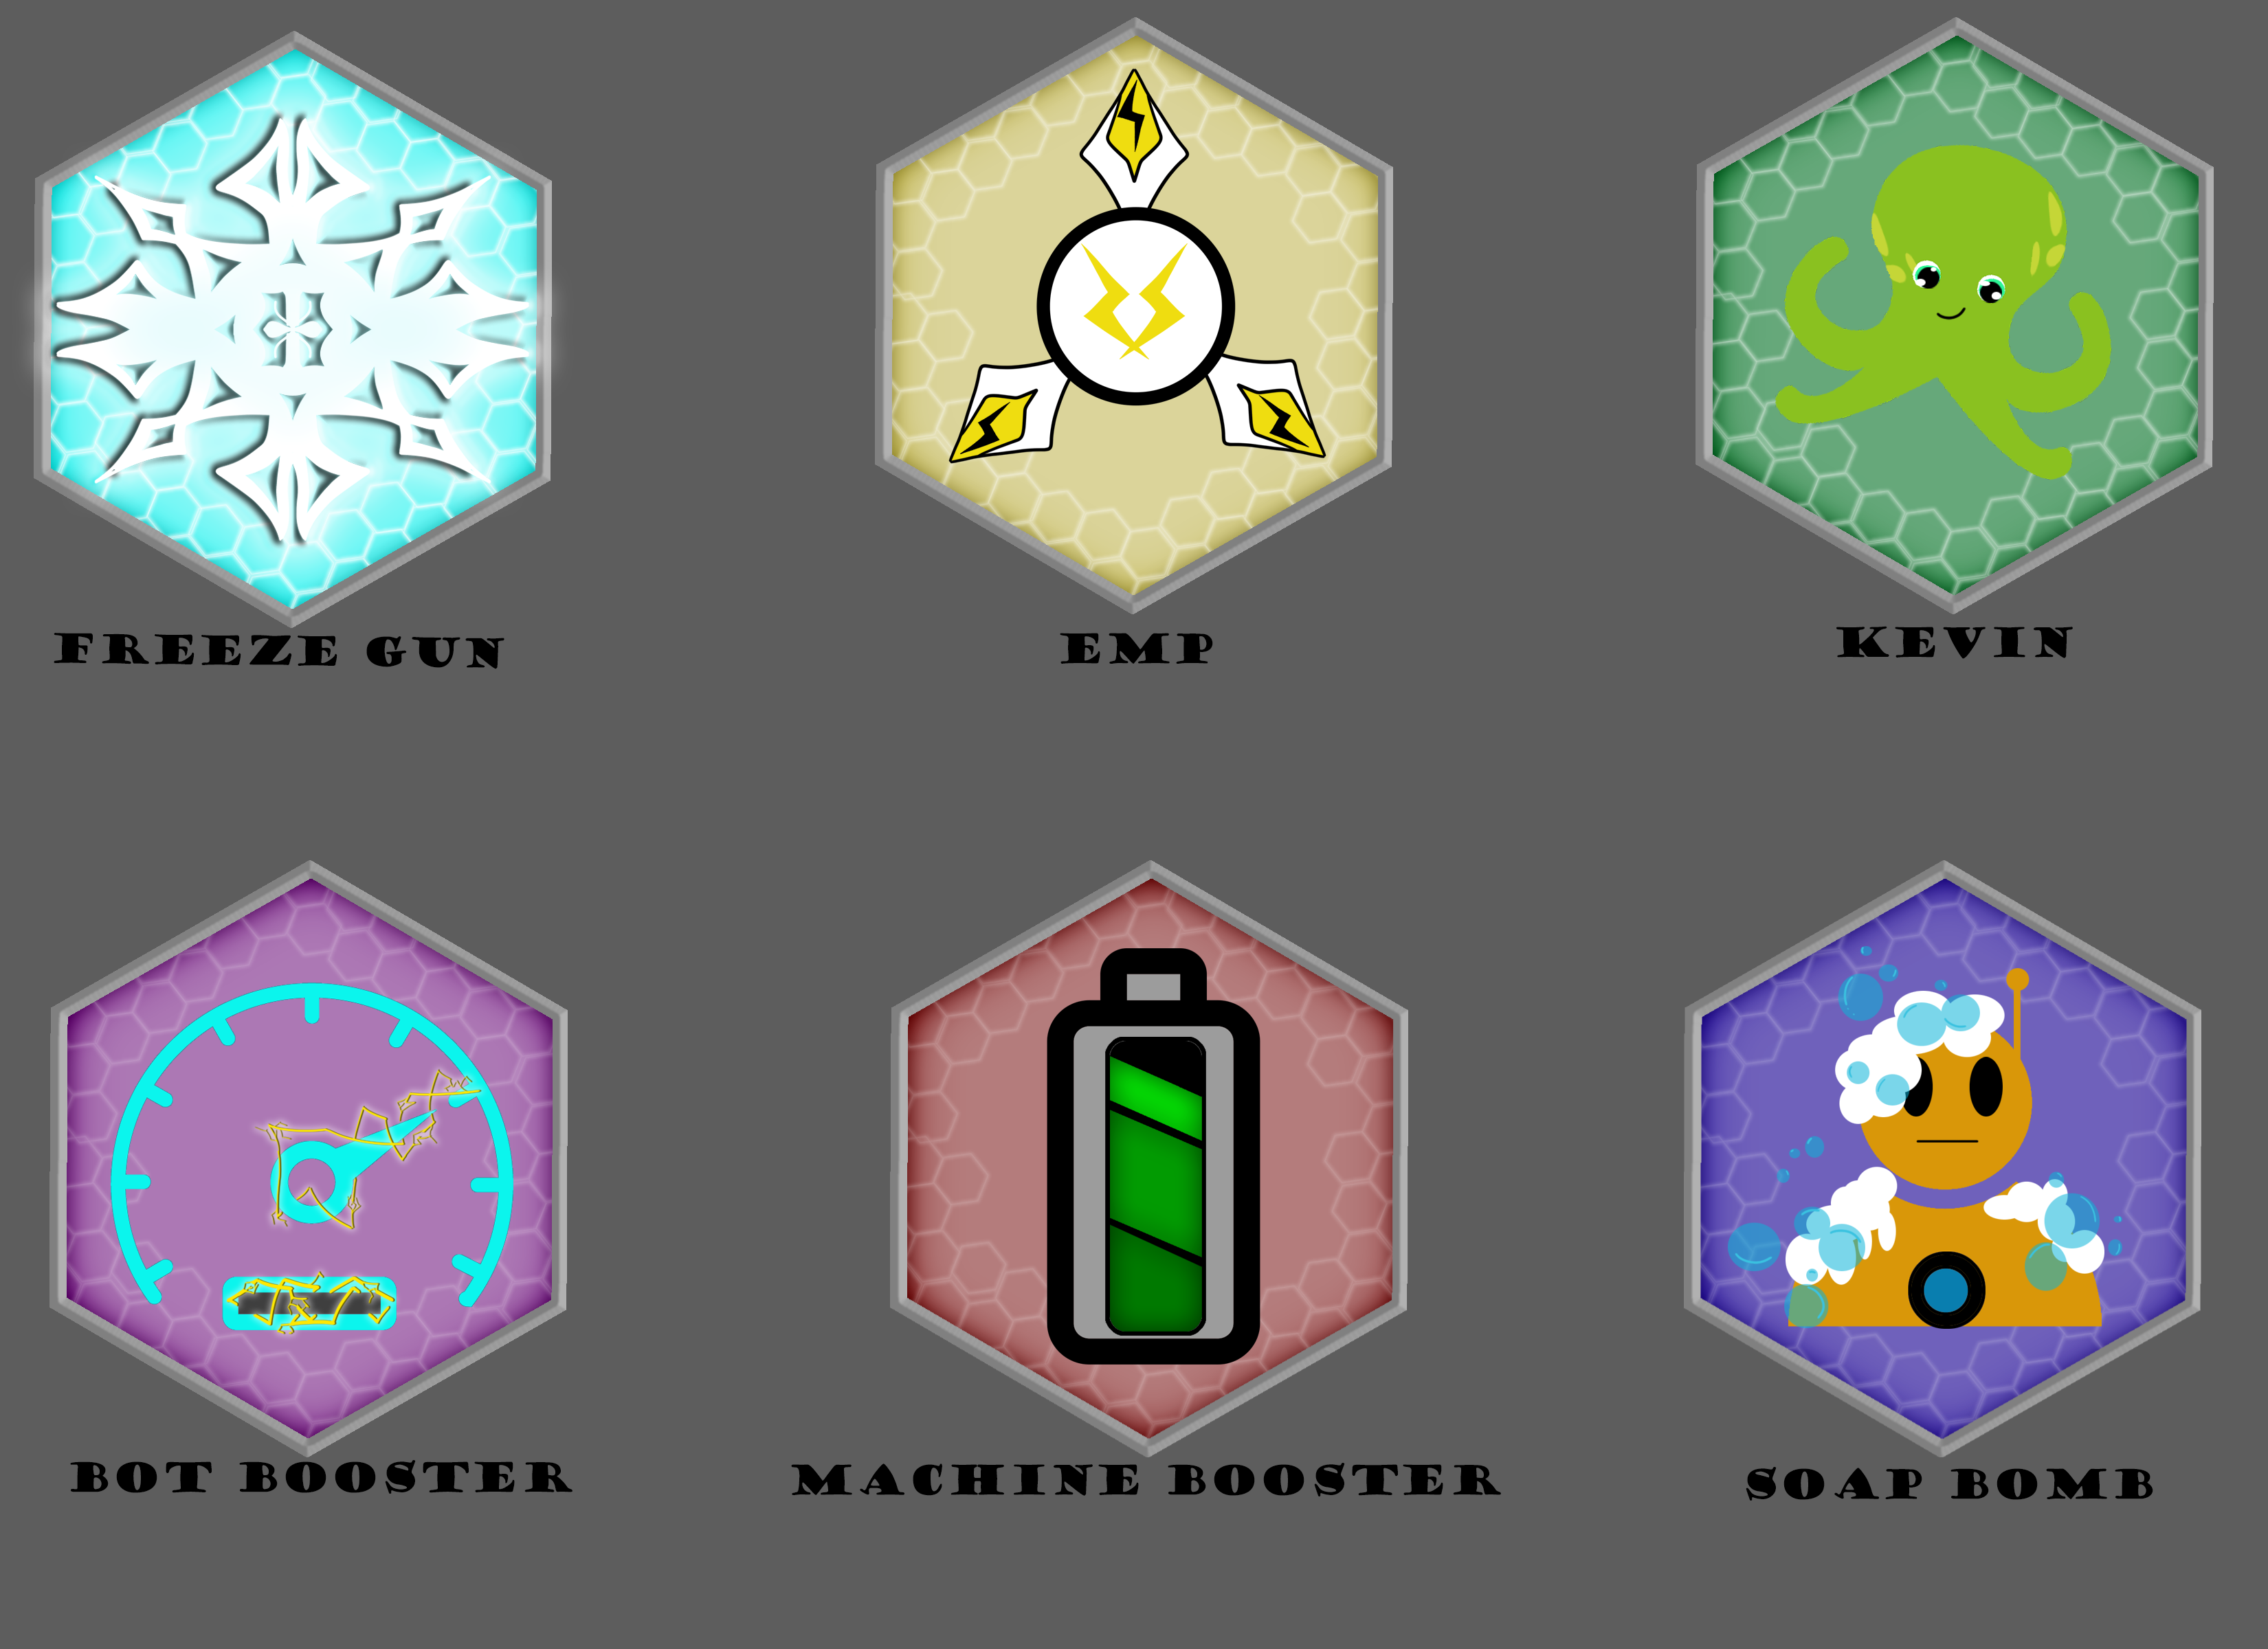 FREEZE GUN
EMP
KEVIN
BOT BOOSTER
MACHINE BOOSTER
SOAP BOMB